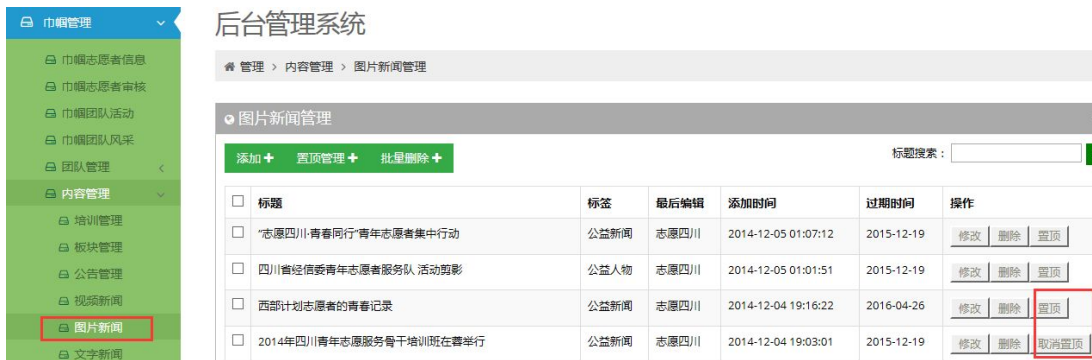 巾帼管理
巾帼志愿者信息
巾帼志愿者审核
巾帼团队活动
巾帼团队风采
团队管理
内容管理
培训管理
板块管理
公告管理
视频新闻
图片新闻
文字新闻
后台管理系统
管理 > 内容管理 > 图片新闻管理
图片新闻管理
添加 置顶管理 批量删除 标题搜索：
标题 标签 最后编辑 添加时间 过期时间 操作
“志愿四川·青春同行”青年志愿者集中行动 公益新闻 志愿四川 2014-12-05 01:07:12 2015-12-19 修改 删除 置顶
四川省经信委青年志愿者服务队 活动剪影 公益人物 志愿四川 2014-12-05 01:01:51 2015-12-19 修改 删除 置顶
西部计划志愿者的青春记录 公益新闻 志愿四川 2014-12-04 19:16:22 2016-04-26 修改 删除 置顶
2014年四川青年志愿服务骨干培训班在蓉举行 公益新闻 志愿四川 2014-12-04 19:03:01 2015-12-19 修改 删除 取消置顶